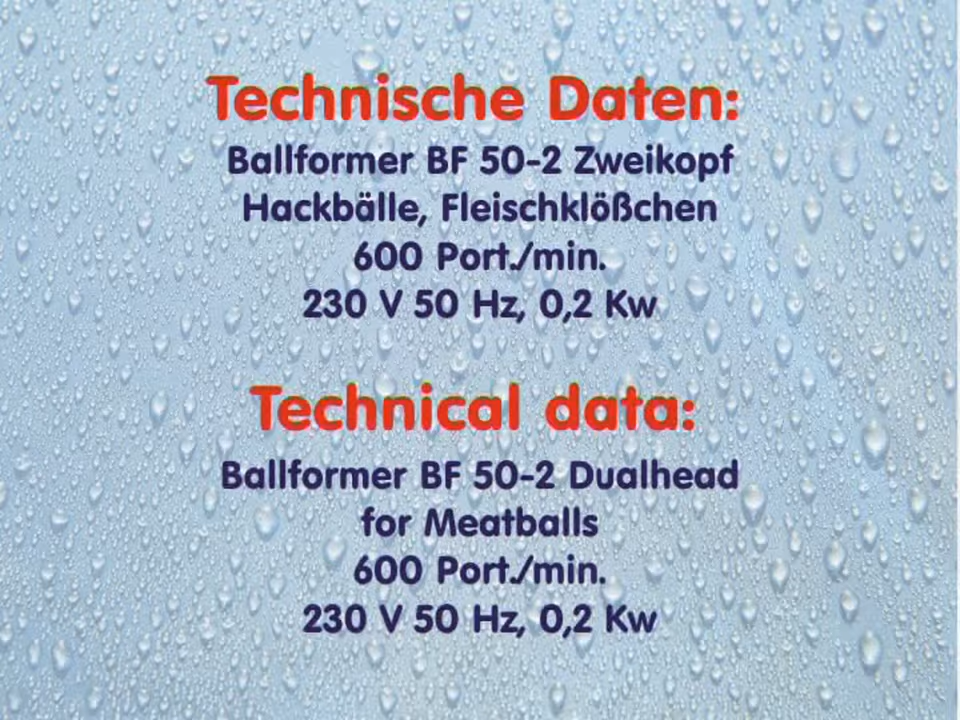 Technische Daten:
Ballformer BF 50-2 Zweikopf
Hackbälle, Fleischklößchen
600 Port./min.
230 V 50 Hz, 0,2 Kw
Technical data:
Ballformer BF 50-2 Dualhead
for Meatballs
600 Port./min.
230 V 50 Hz, 0,2 Kw